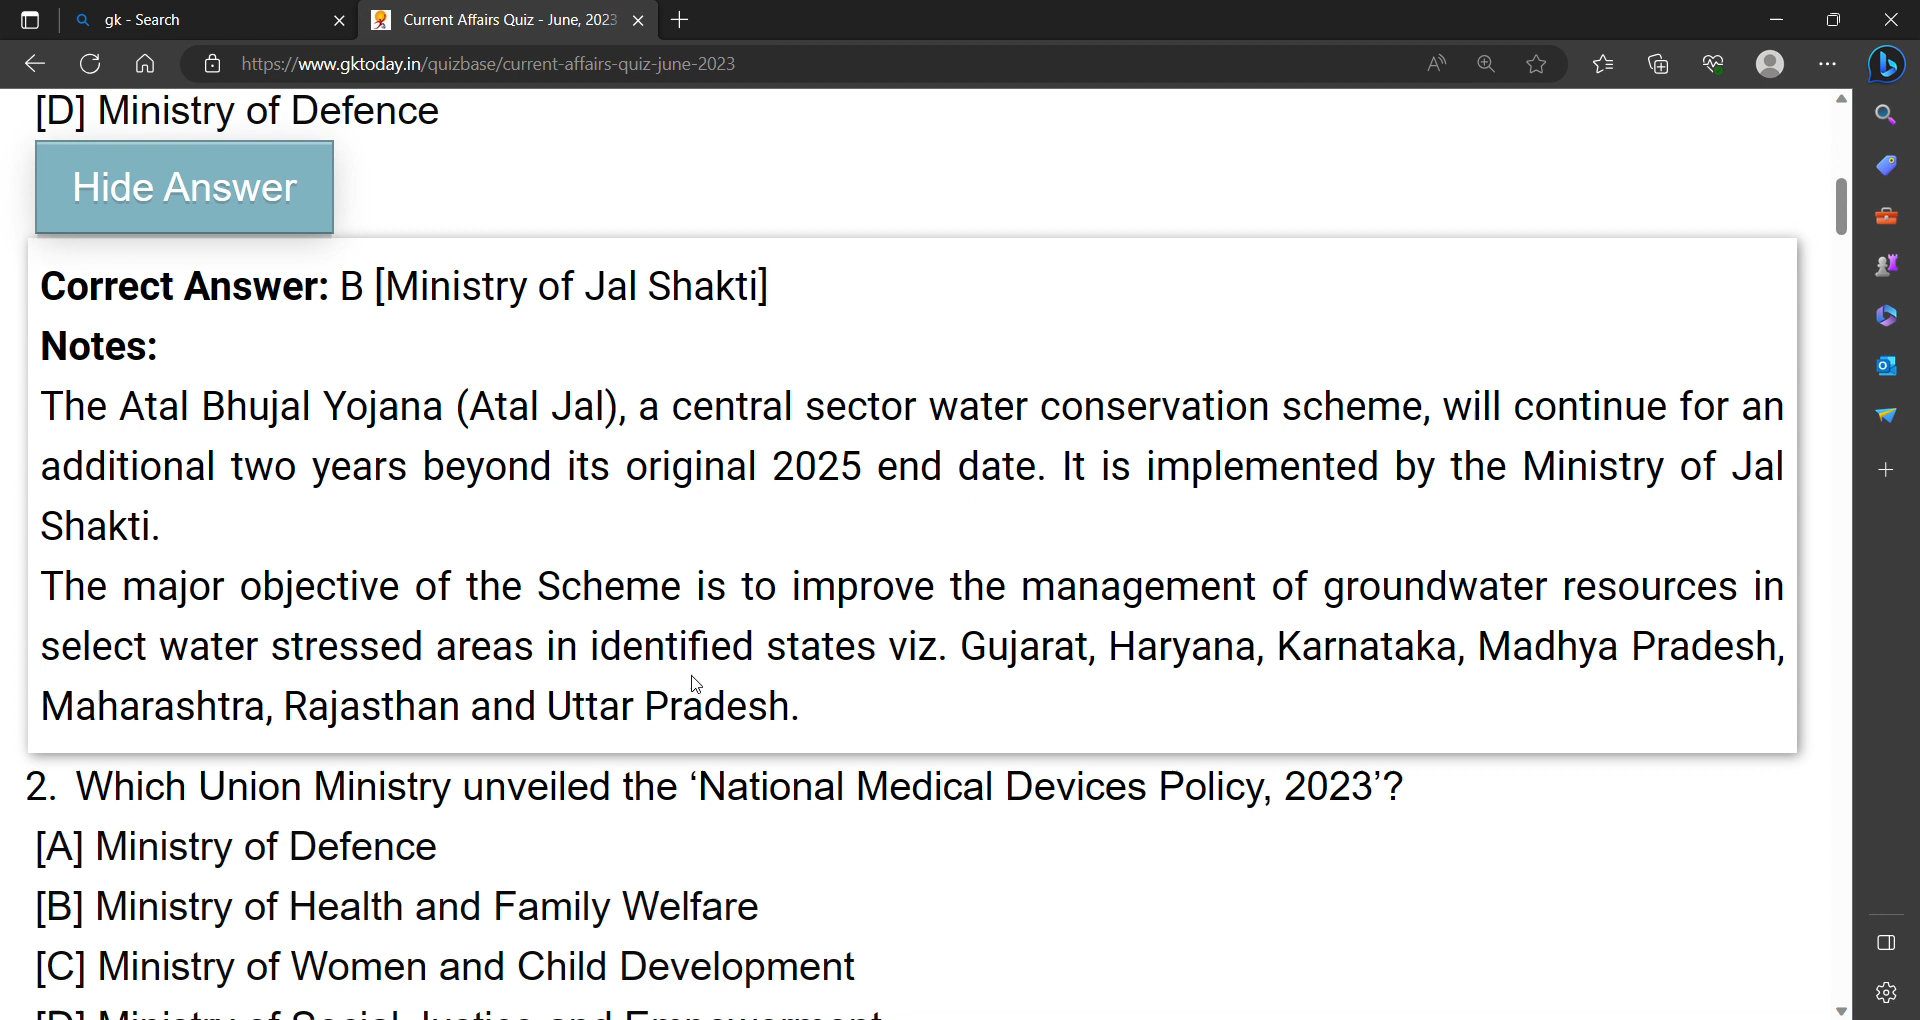 gk - Search
Current Affairs Quiz - June, 2023
https://www.gktoday.in/quizbase/current-affairs-quiz-june-2023
[D] Ministry of Defence
Hide Answer
Correct Answer: B [Ministry of Jal Shakti]
Notes:
The Atal Bhujal Yojana (Atal Jal), a central sector water conservation scheme, will continue for an
additional two years beyond its original 2025 end date. It is implemented by the Ministry of Jal
Shakti.
The major objective of the Scheme is to improve the management of groundwater resources in
select water stressed areas in identified states viz. Gujarat, Haryana, Karnataka, Madhya Pradesh,
Maharashtra, Rajasthan and Uttar Pradesh.
2. Which Union Ministry unveiled the ‘National Medical Devices Policy, 2023’?
[A] Ministry of Defence
[B] Ministry of Health and Family Welfare
[C] Ministry of Women and Child Development
[D] Ministry of Social Justice and Empowerment